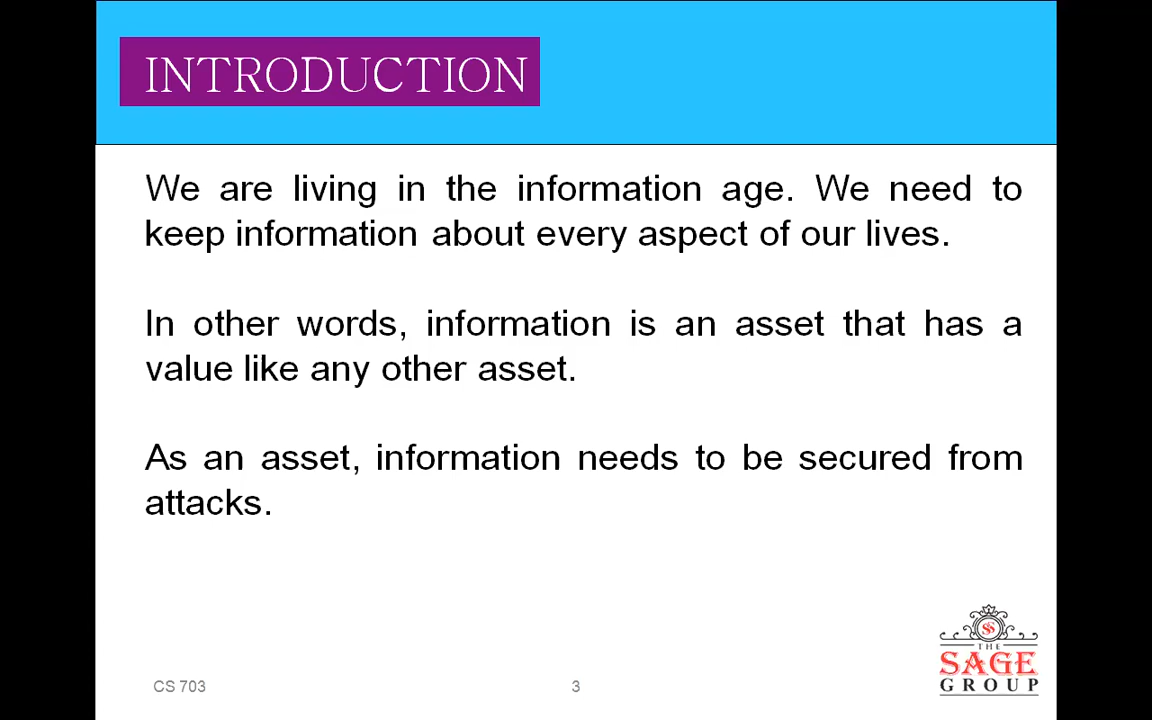 INTRODUCTION
We are living in the information age. We need to
keep information about every aspect of our lives.
In other words, information is an asset that has a
value like any other asset.
As an asset, information needs to be secured from
attacks.
THE
SAGE
GROUP
CS 703
3